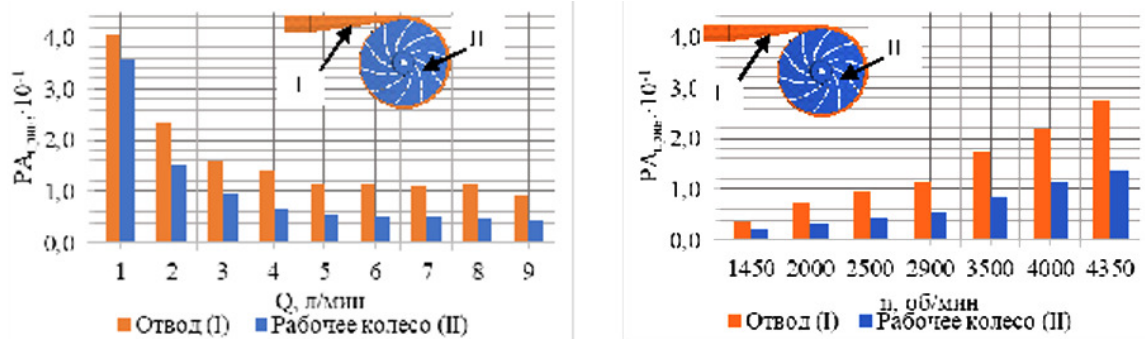 4,0
3,0
2,0
1,0
0,0
I
II
1 2 3 4 5 6 7 8 9
Q, л/мин
Отвод (I) Рабочее колесо (II)
4,0
3,0
2,0
1,0
0,0
I
II
1450 2000 2500 2900 3500 4000 4350
n, об/мин
Отвод (I) Рабочее колесо (II)